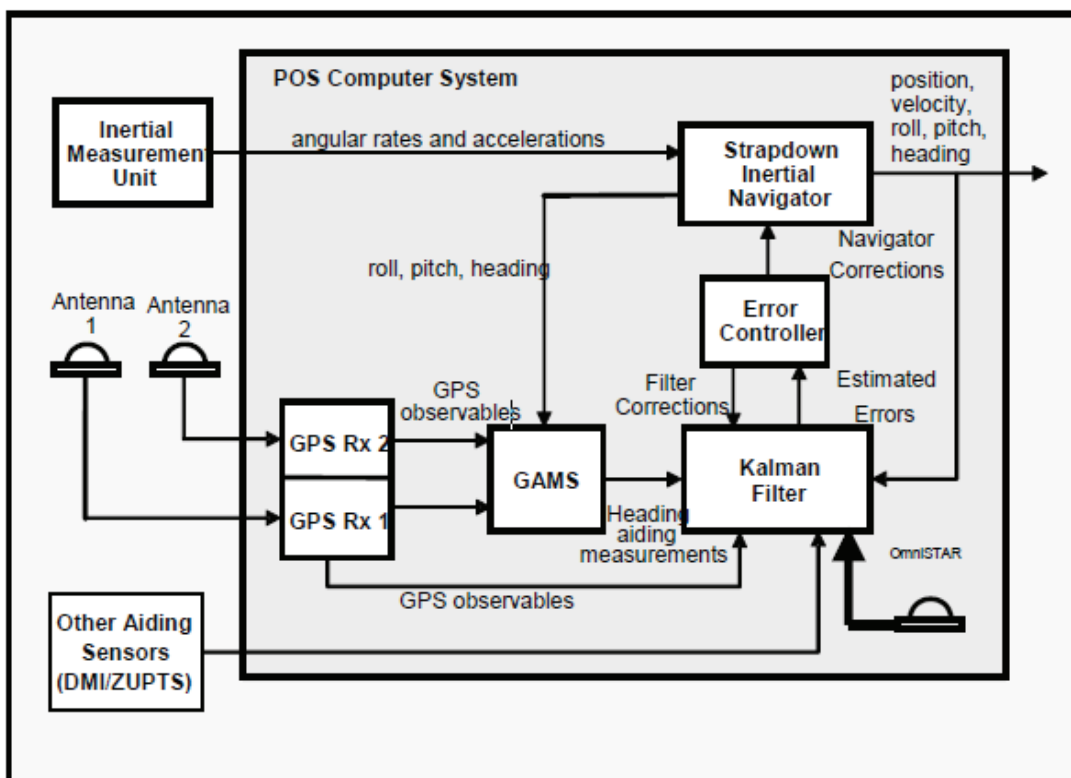 POS Computer System
position,
velocity,
roll, pitch,
heading
Inertial
Measurement
Unit
angular rates and accelerations
Strapdown
Inertial
Navigator
Navigator
Corrections
roll, pitch, heading
Antenna
1
Antenna
2
Error
Controller
GPS
observables
Filter
Corrections
Estimated
Errors
GPS Rx 2
GPS Rx 1
GAMS
Kalman
Filter
Heading
aiding
measurements
OmniSTAR
GPS observables
Other Aiding
Sensors
(DMI/ZUPTS)